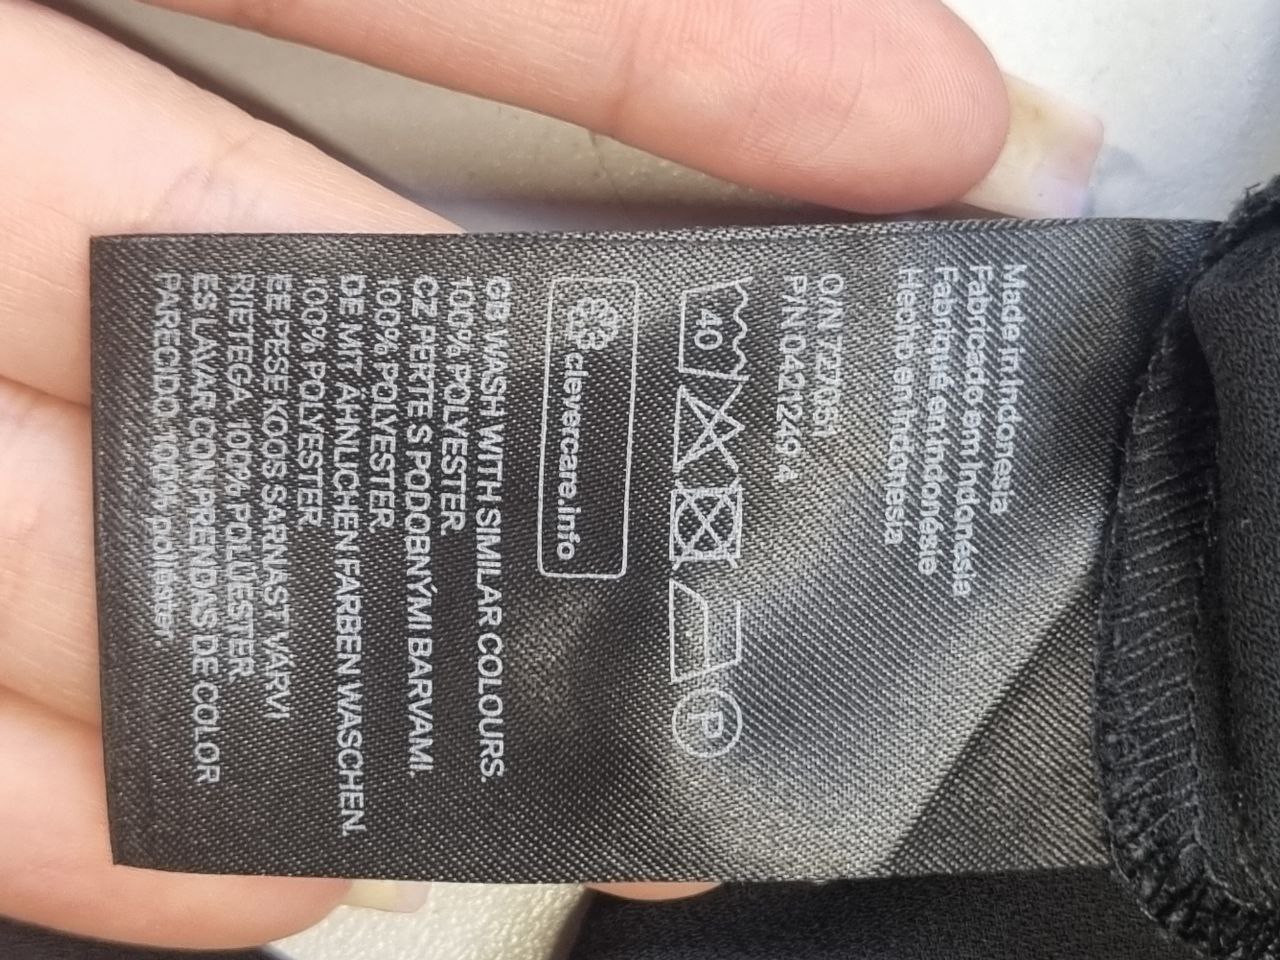 Made in Indonesia
Fabricado em Indonésia
Fabriqué en Indonésie
Hecho en Indonesia
O/N 727051
P/N 0421249 4
40
P
clevercare.info
GB WASH WITH SIMILAR COLOURS.
100% POLYESTER.
CZ PERTE S PODOBNÝMI BARVAMI.
100% POLYESTER
DE MIT ÄHNLICHEN FARBEN WASCHEN.
100% POLYESTER
EE PESE KOOS SARNAST VÄRVI
RIIETEGA. 100% POLÜESTER
ES LAVAR CON PRENDAS DE COLOR
PARECIDO. 100% poliéster